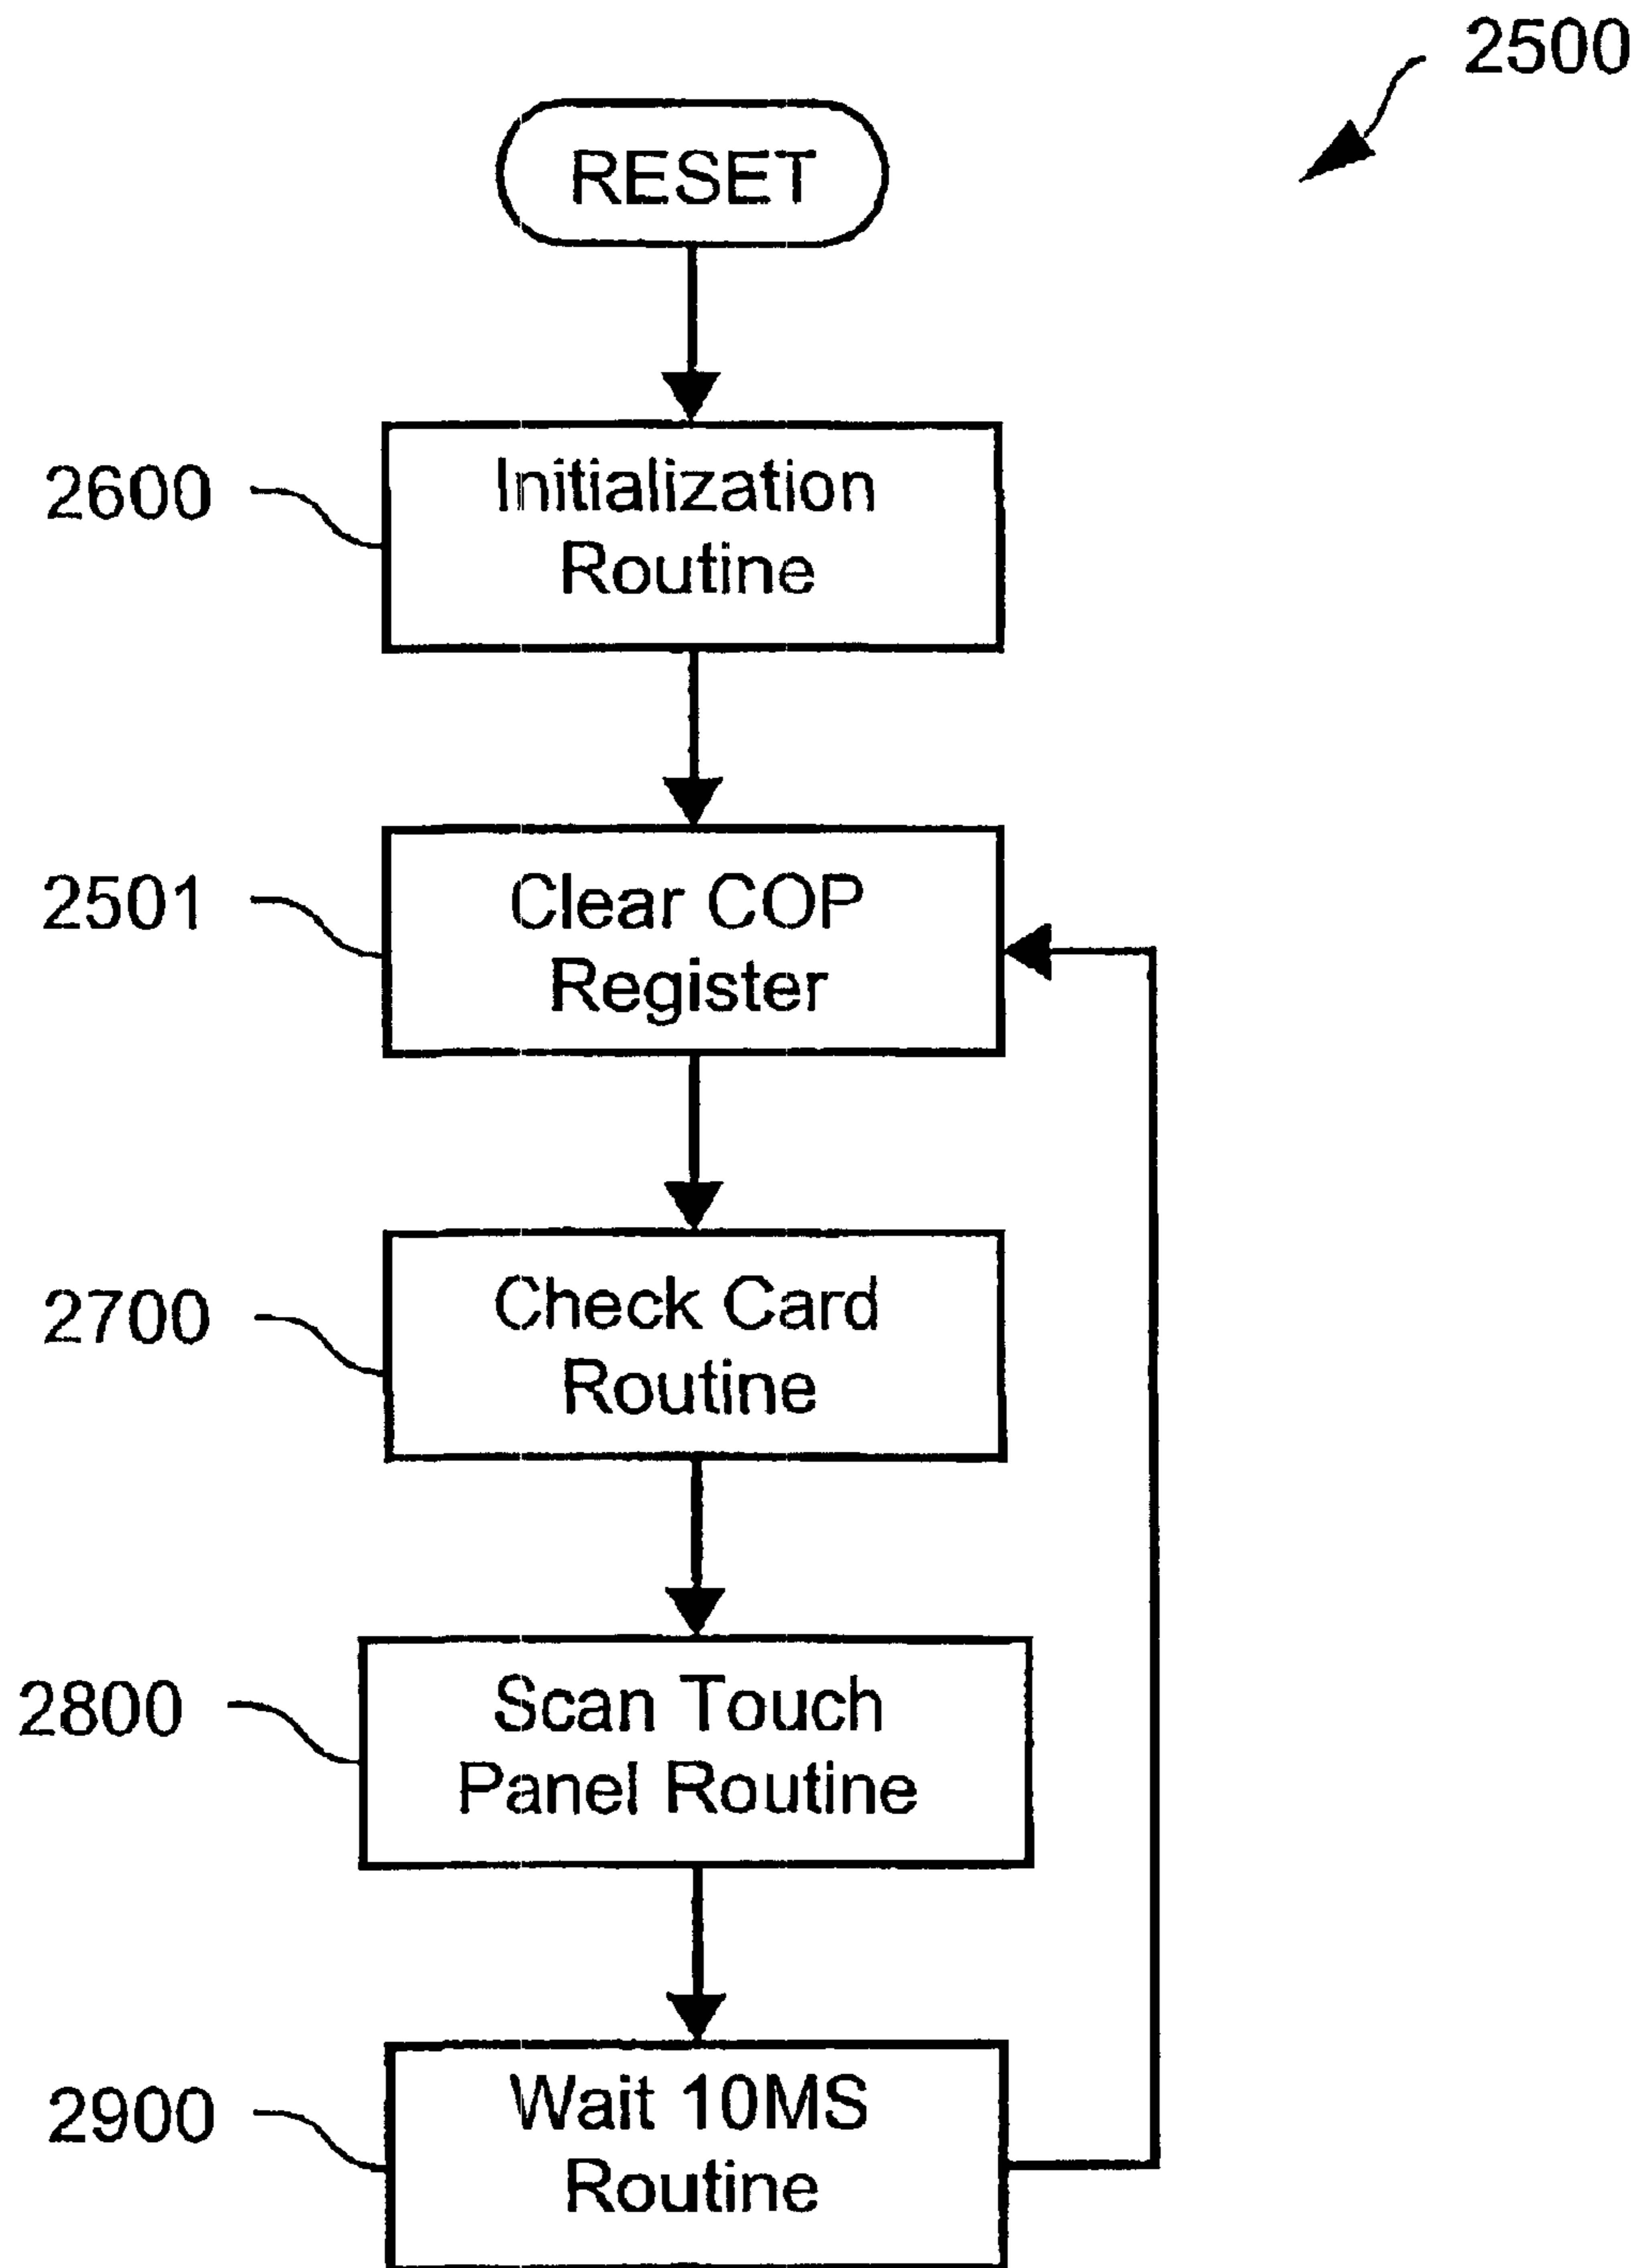 2500
RESET
2600
Initialization
Routine
2501
Clear COP
Register
2700
Check Card
Routine
2800
Scan Touch
Panel Routine
2900
Wait 10MS
Routine